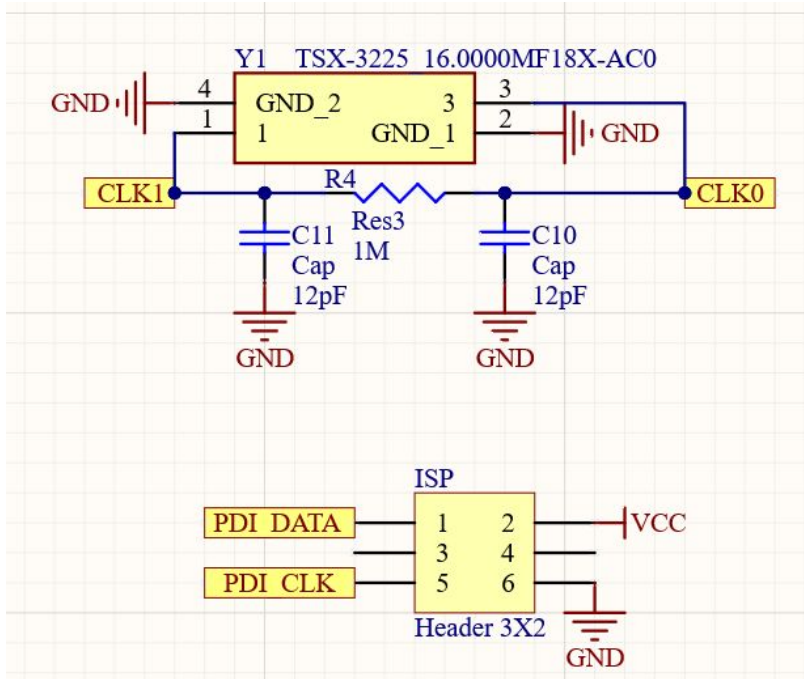 Y1 TSX-3225_16.0000MF18X-AC0
GND 4 GND_2 3 3
1 1 GND_1 2 GND
CLK1 R4 CLK0
Res3
1M
C11 C10
Cap Cap
12pF 12pF
GND GND
ISP
PDI_DATA 1 2 VCC
3 4
PDI_CLK 5 6
Header 3X2
GND